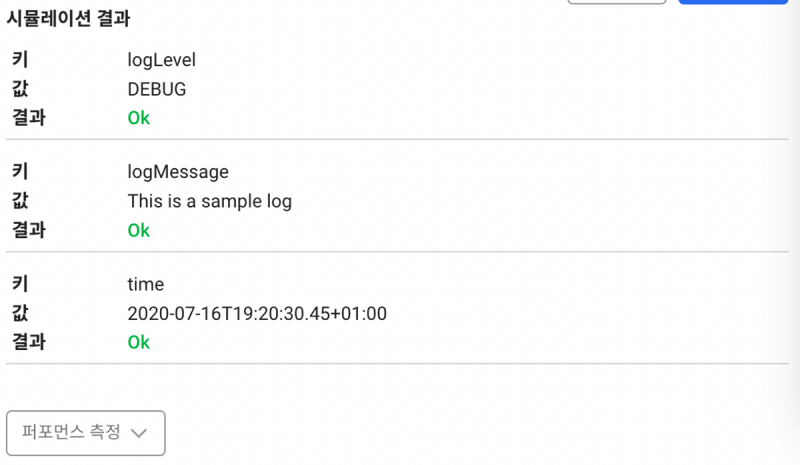 시뮬레이션 결과
키 logLevel
값 DEBUG
결과 Ok
키 logMessage
값 This is a sample log
결과 Ok
키 time
값 2020-07-16T19:20:30.45+01:00
결과 Ok
퍼포먼스 측정